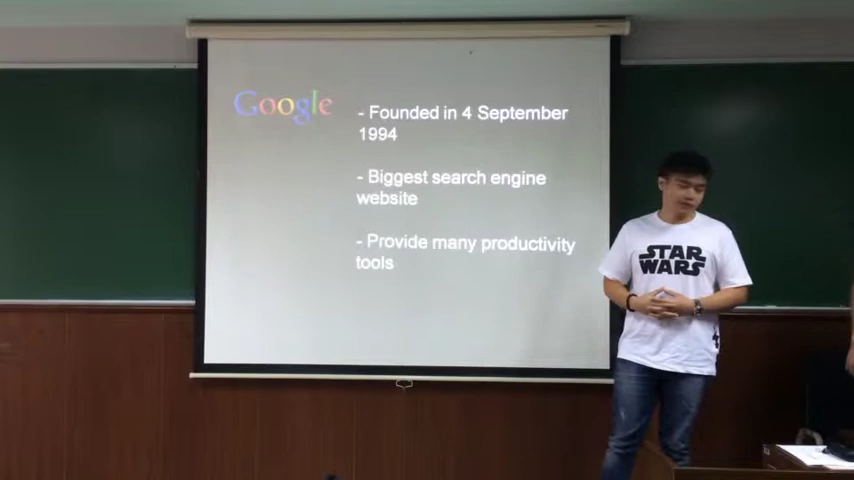 Google
- Founded in 4 September
1994
- Biggest search engine
website
- Provide many productivity
tools
STAR
WARS